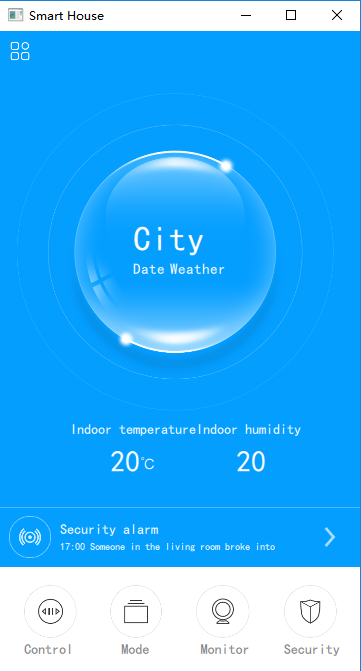 Smart House
City
Date Weather
Indoor temperatureIndoor humidity
20℃ 20
Security alarm
17:00 Someone in the living room broke into
Control Mode Monitor Security